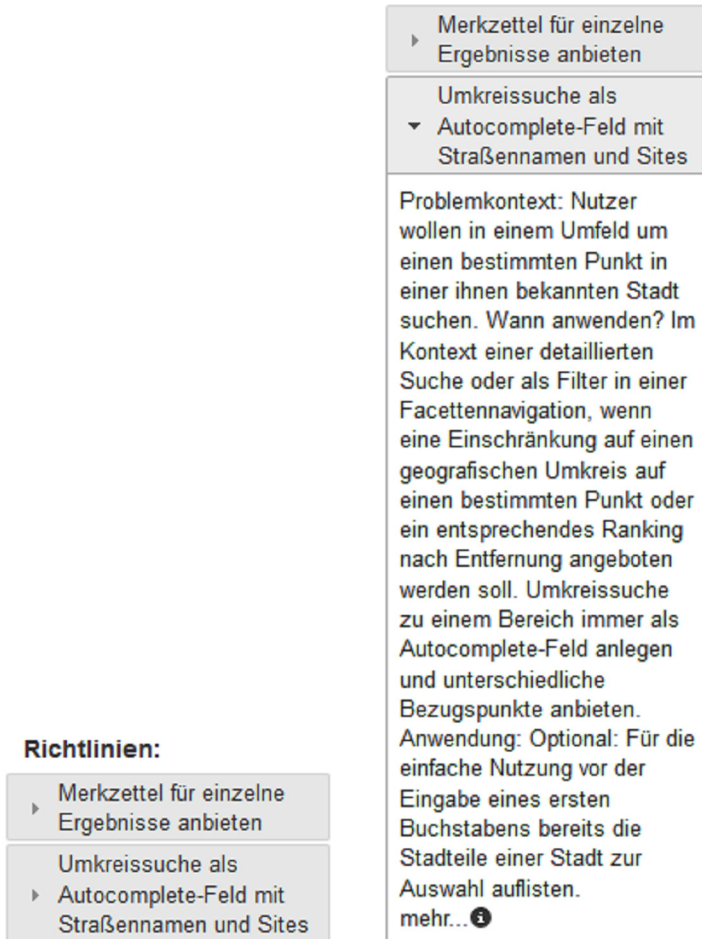 Richtlinien:
Merkzettel für einzelne
Ergebnisse anbieten
Umkreissuche als
Autocomplete-Feld mit
Straßennamen und Sites
Merkzettel für einzelne
Ergebnisse anbieten
Umkreissuche als
Autocomplete-Feld mit
Straßennamen und Sites
Problemkontext: Nutzer
wollen in einem Umfeld um
einen bestimmten Punkt in
einer ihnen bekannten Stadt
suchen. Wann anwenden? Im
Kontext einer detaillierten
Suche oder als Filter in einer
Facettennavigation, wenn
eine Einschränkung auf einen
geografischen Umkreis auf
einen bestimmten Punkt oder
ein entsprechendes Ranking
nach Entfernung angeboten
werden soll. Umkreissuche
zu einem Bereich immer als
Autocomplete-Feld anlegen
und unterschiedliche
Bezugspunkte anbieten.
Anwendung: Optional: Für die
einfache Nutzung vor der
Eingabe eines ersten
Buchstabens bereits die
Stadteile einer Stadt zur
Auswahl auflisten.
mehr...